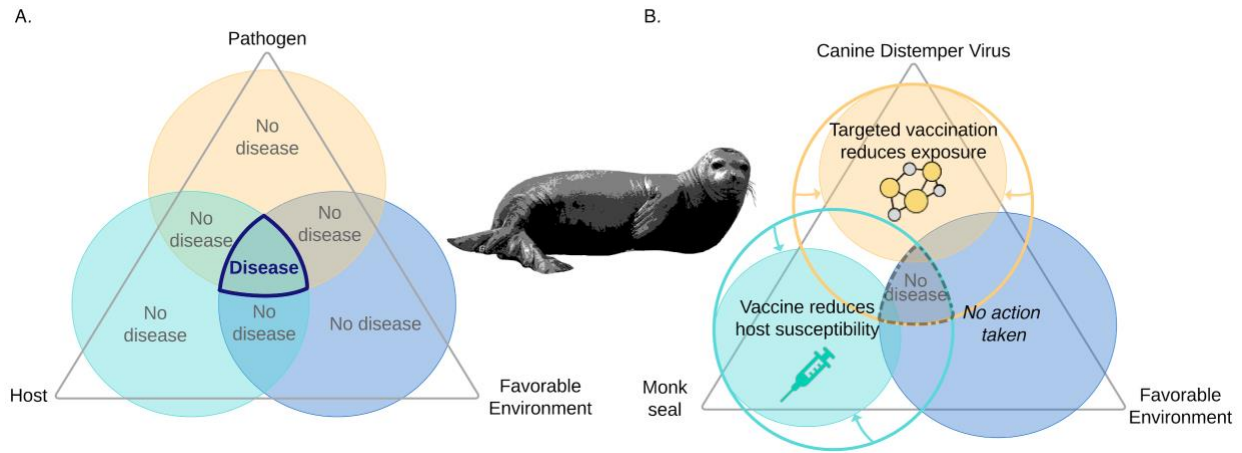 A.
Pathogen
No
disease
No
disease
No
disease
Disease
No
disease
No
disease
No disease
Host
Favorable
Environment
B.
Canine Distemper Virus
Targeted vaccination
reduces exposure
No
disease
Vaccine reduces
host susceptibility
No action
taken
Monk
seal
Favorable
Environment